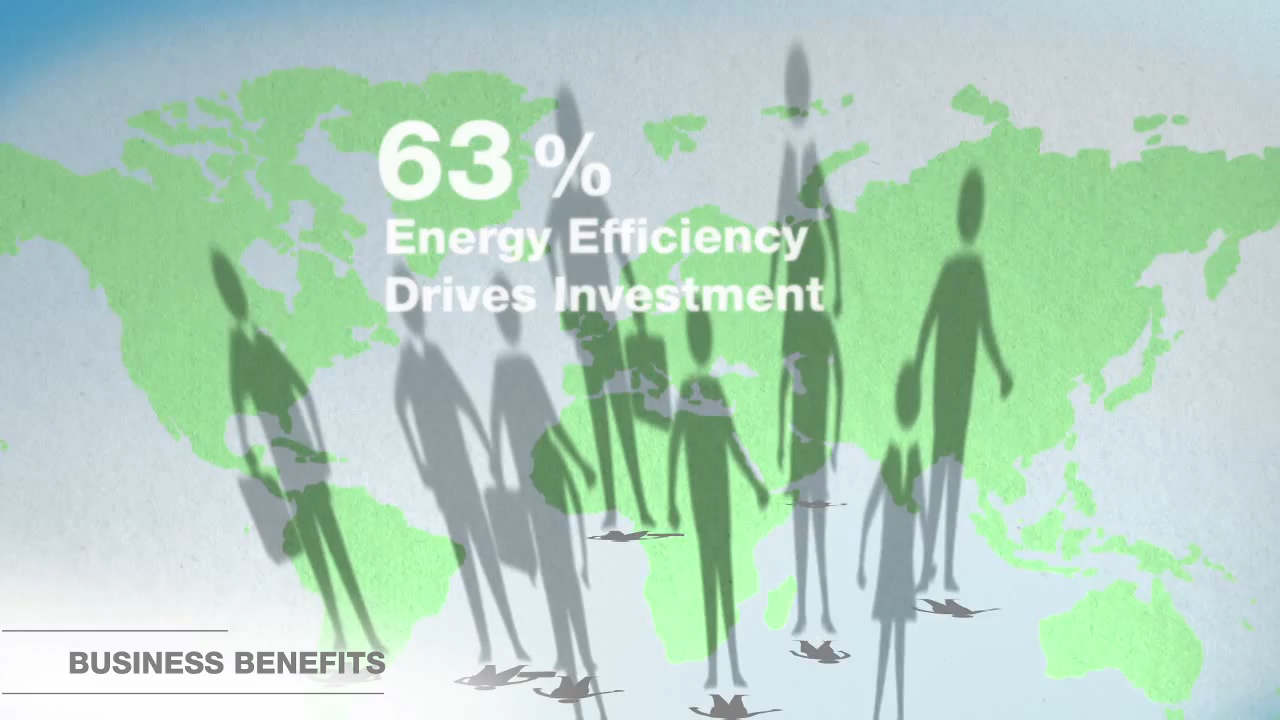 63 %
Energy Efficiency
Drives Investment
BUSINESS BENEFITS